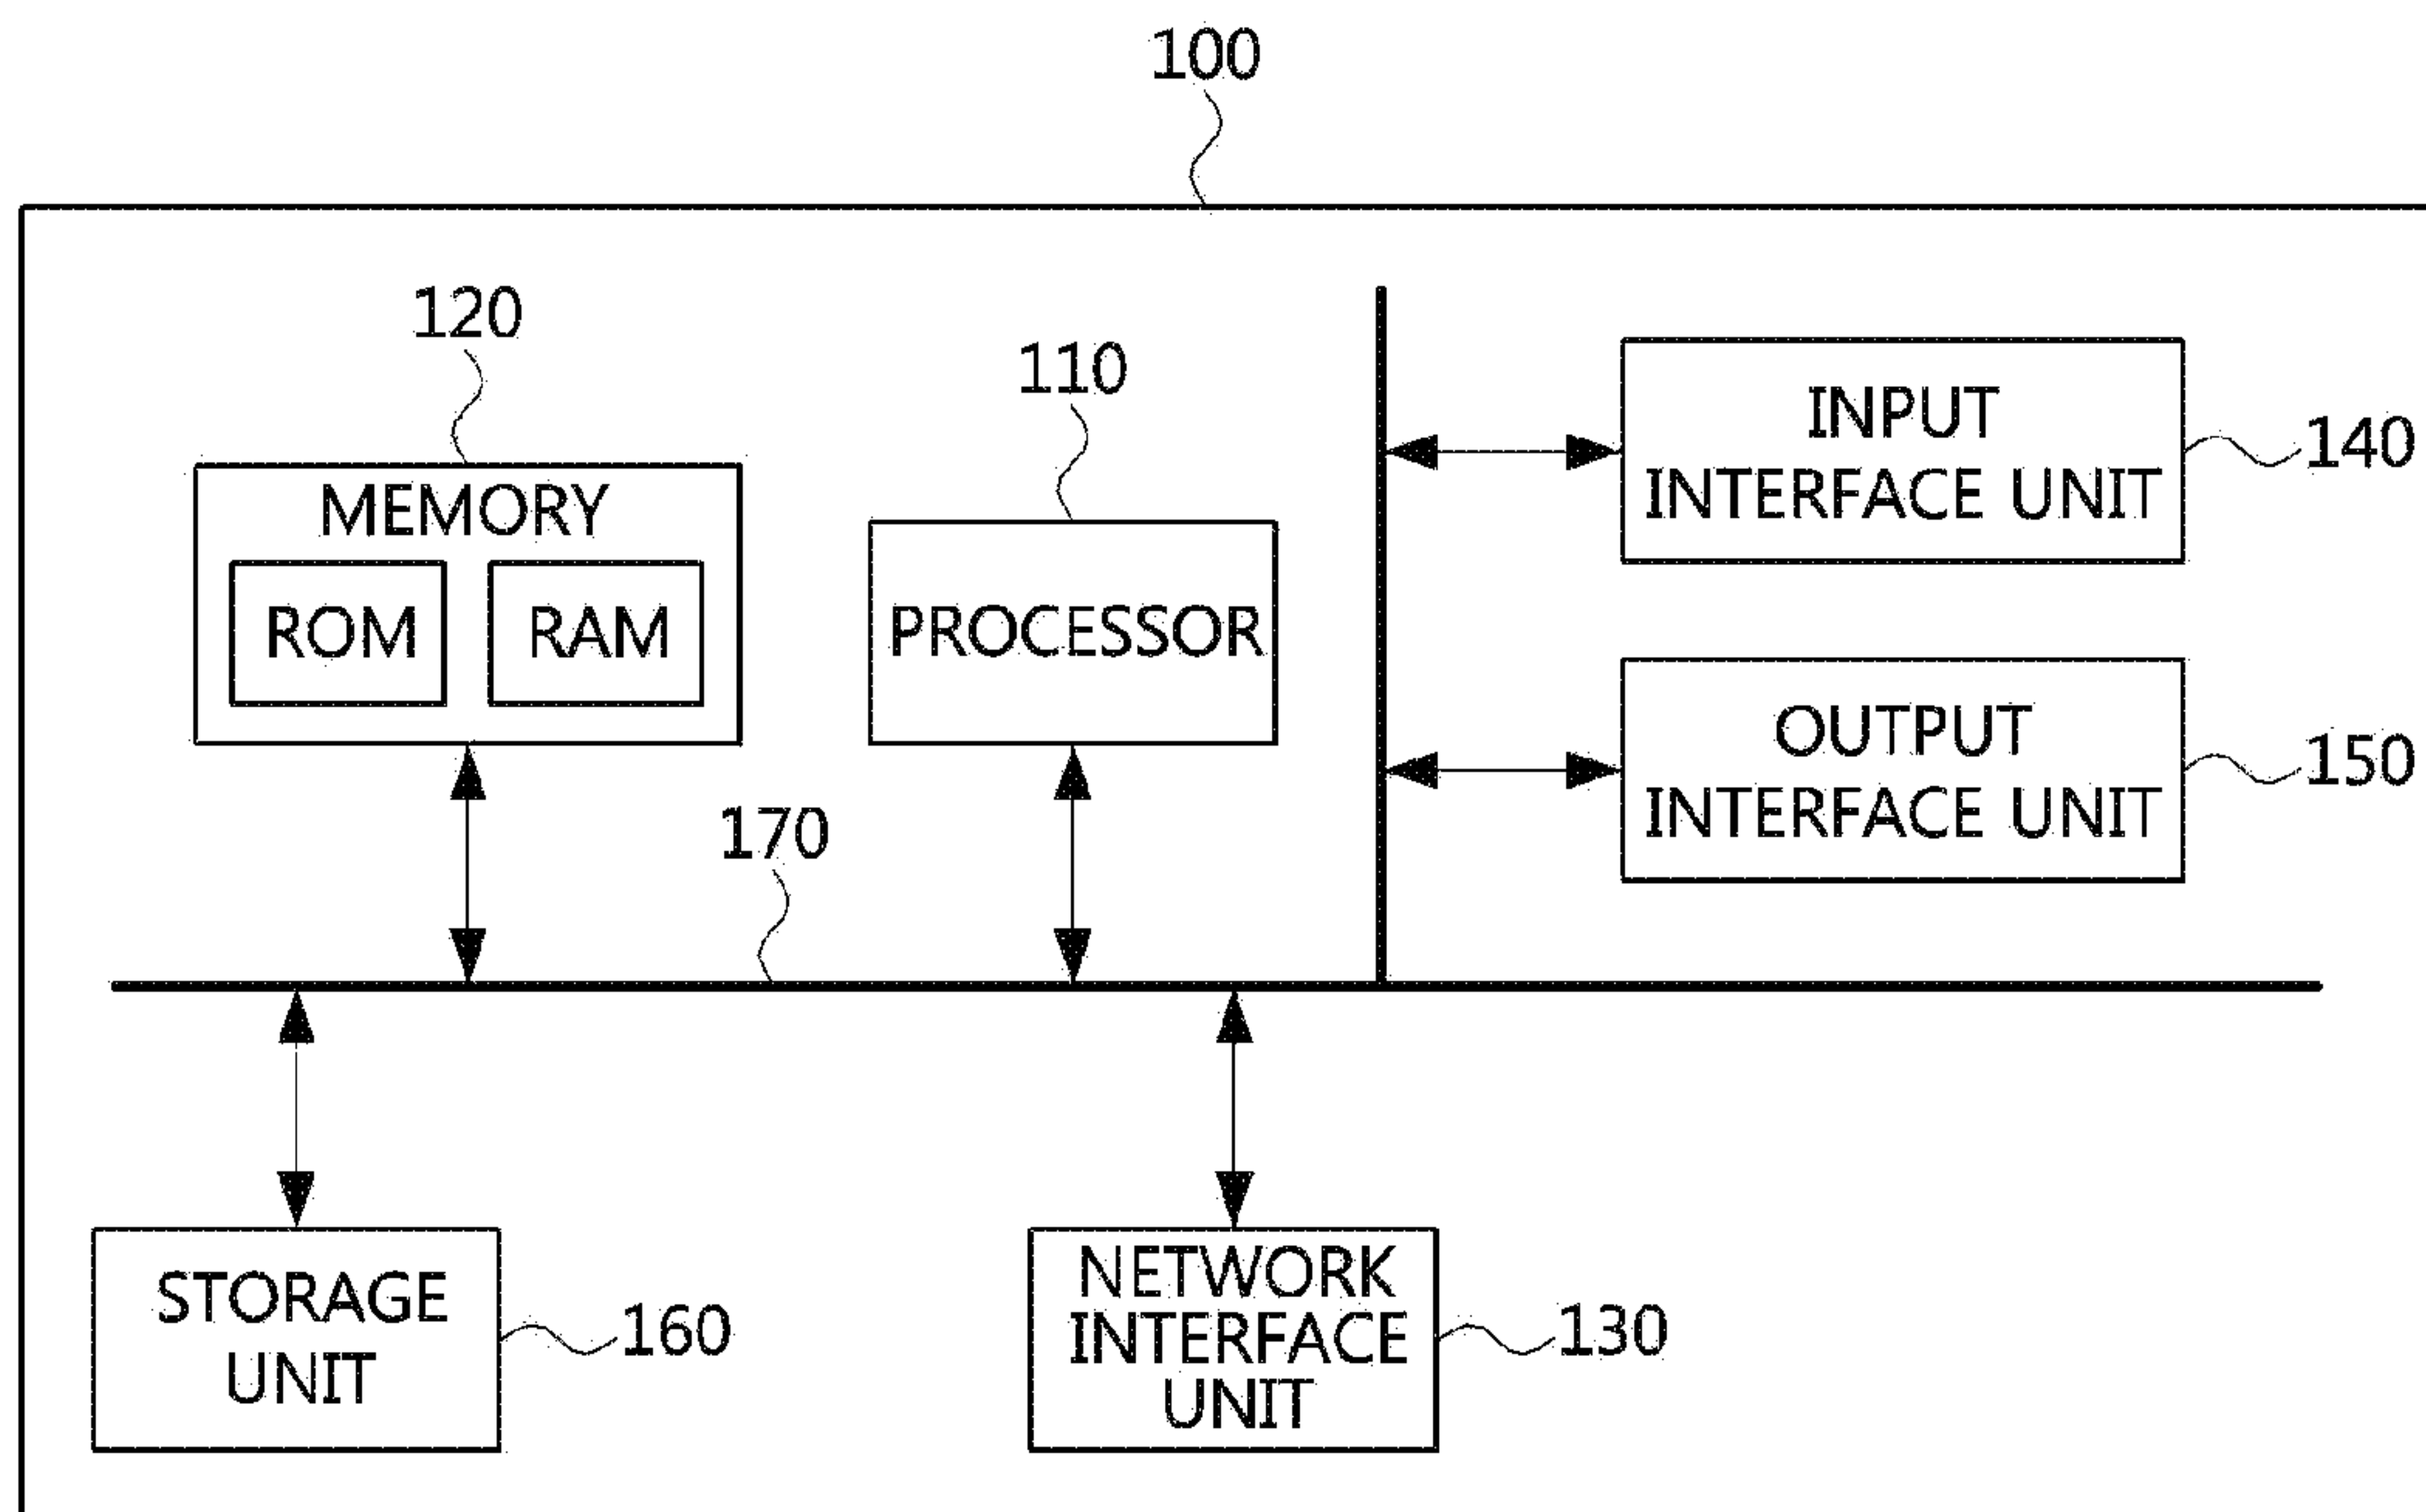 100
120
110
MEMORY
ROM
RAM
PROCESSOR
INPUT
INTERFACE UNIT
140
OUTPUT
INTERFACE UNIT
150
170
STORAGE
UNIT
160
NETWORK
INTERFACE
UNIT
130